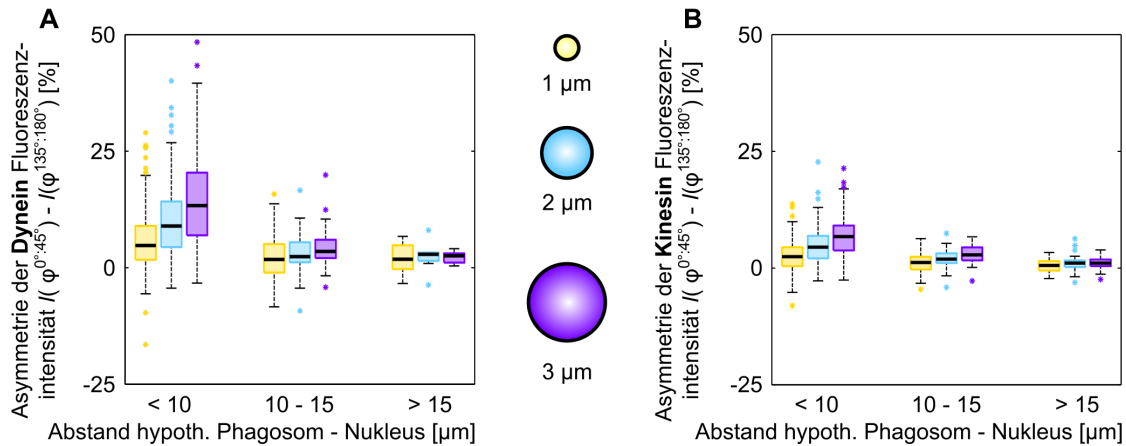 A
Asymmetrie der Dynein Fluoreszenz-
intensität I(φ0°:45°) - I(φ135°:180°) [%]
50
25
0
-25
< 10
10 - 15
> 15
Abstand hypoth. Phagosom - Nukleus [µm]
1 µm
2 µm
3 µm
B
Asymmetrie der Kinesin Fluoreszenz-
intensität I(φ0°:45°) - I(φ135°:180°) [%]
50
25
0
-25
< 10
10 - 15
> 15
Abstand hypoth. Phagosom - Nukleus [µm]